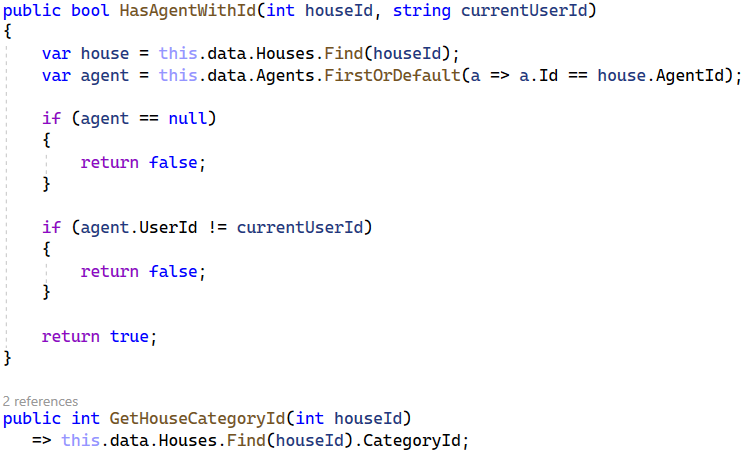 public bool HasAgentWithId(int houseId, string currentUserId)
{
    var house = this.data.Houses.Find(houseId);
    var agent = this.data.Agents.FirstOrDefault(a => a.Id == house.AgentId);

    if (agent == null)
    {
        return false;
    }

    if (agent.UserId != currentUserId)
    {
        return false;
    }

    return true;
}

2 references
public int GetHouseCategoryId(int houseId)
   => this.data.Houses.Find(houseId).CategoryId;